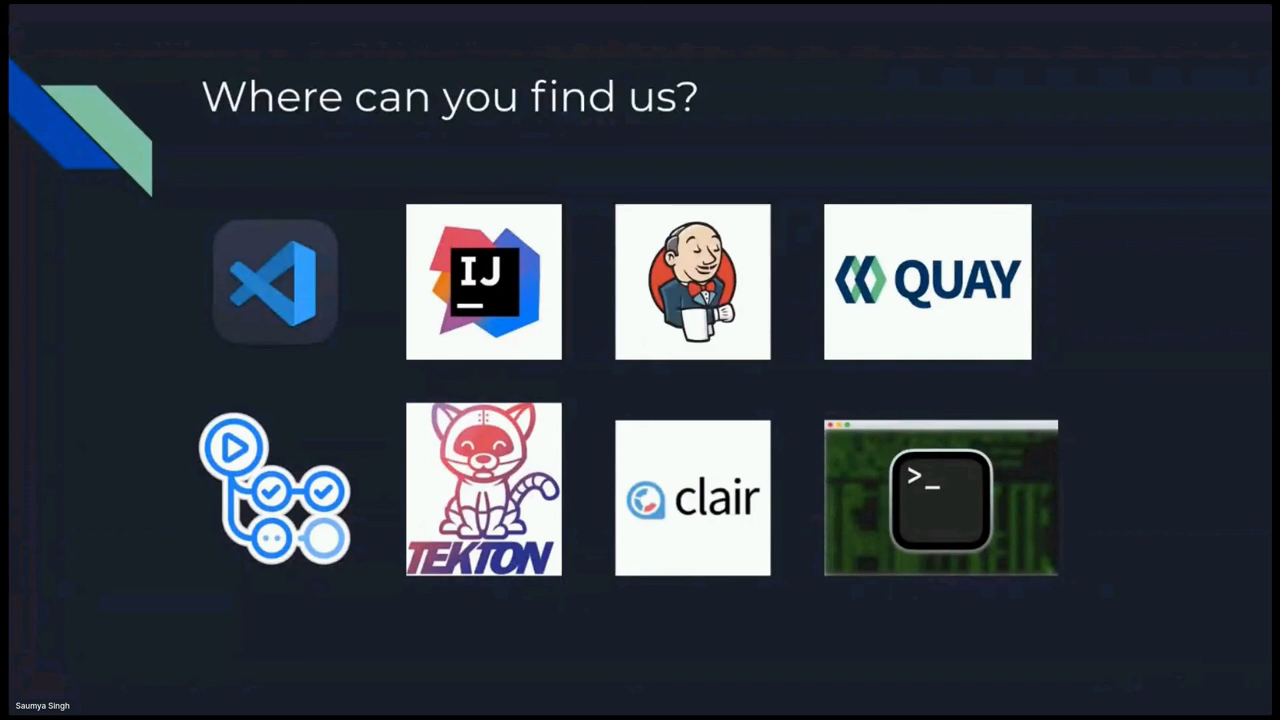 Where can you find us?
IJ
QUAY
TEKTON
clair
>_
Saumya Singh